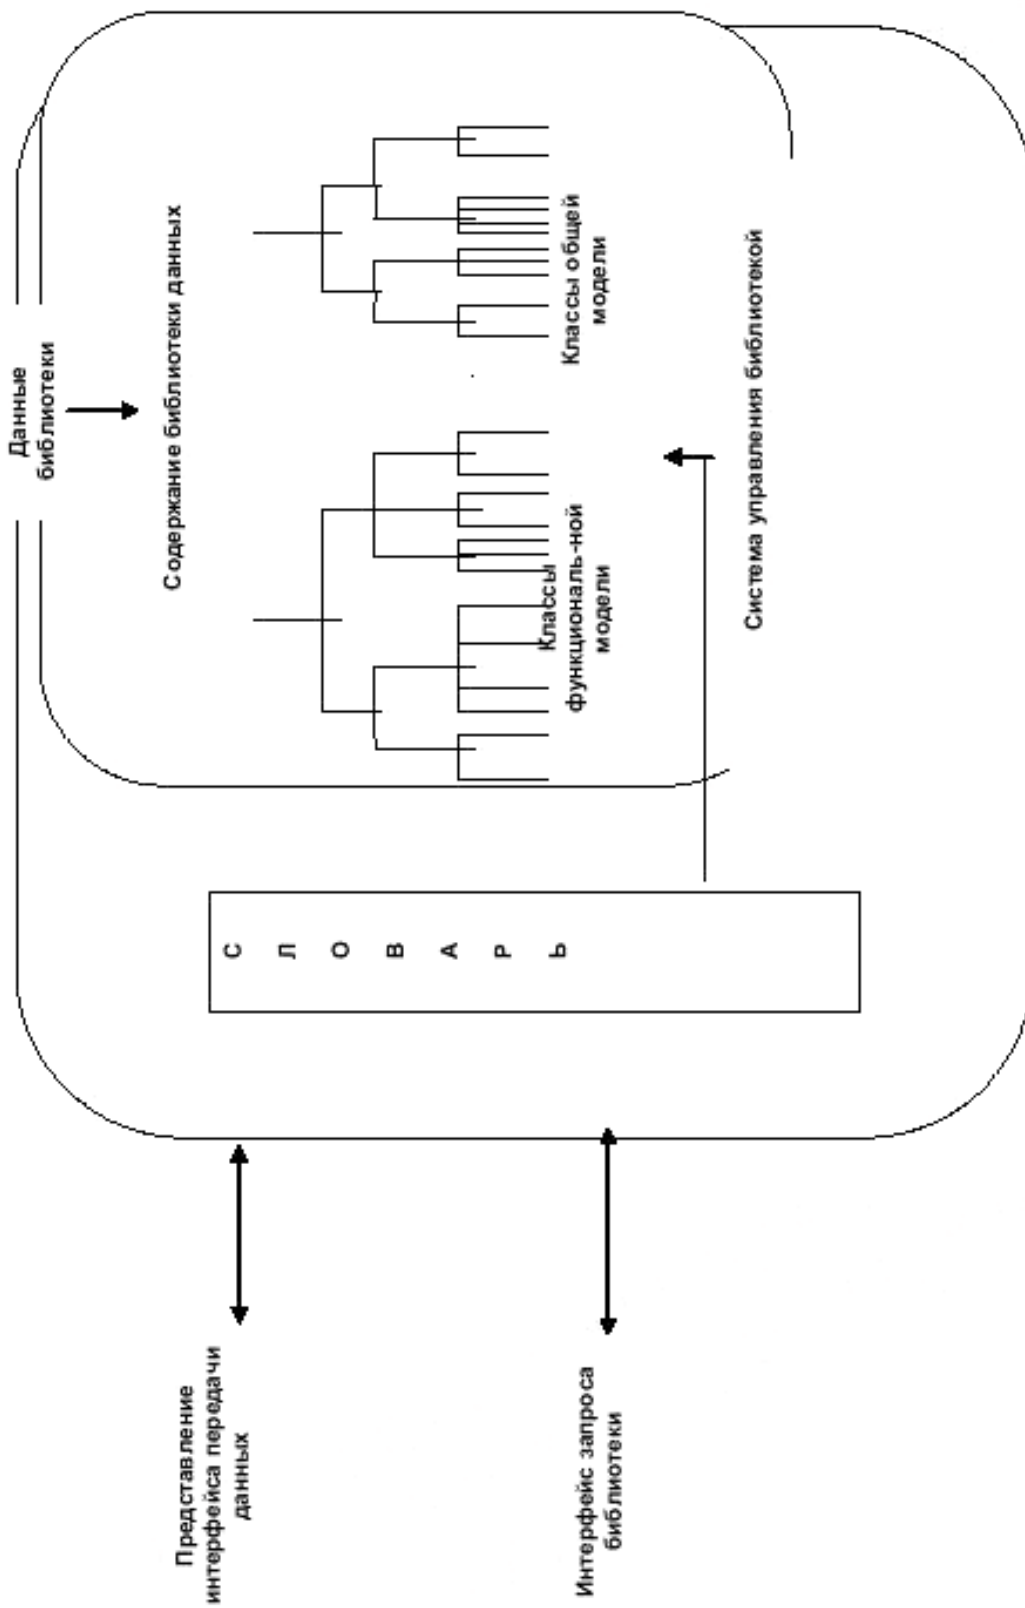 Данные
библиотеки
Содержание библиотеки данных
Классы
функциональ-ной
модели
Классы общей
модели
Система управления библиотекой
С Л О В А Р Ь
Представление
интерфейса передачи
данных
Интерфейс запроса
библиотеки